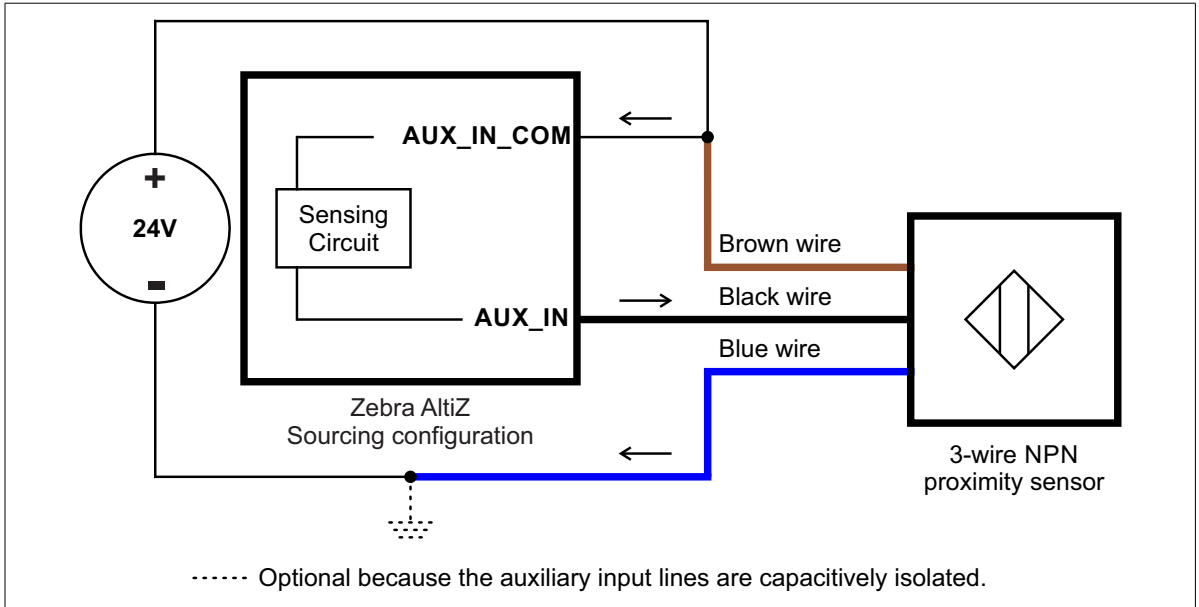 AUX_IN_COM
+
24V
-
Sensing
Circuit
AUX_IN
Brown wire
Black wire
Blue wire
Zebra AltiZ
Sourcing configuration
3-wire NPN
proximity sensor
Optional because the auxiliary input lines are capacitively isolated.